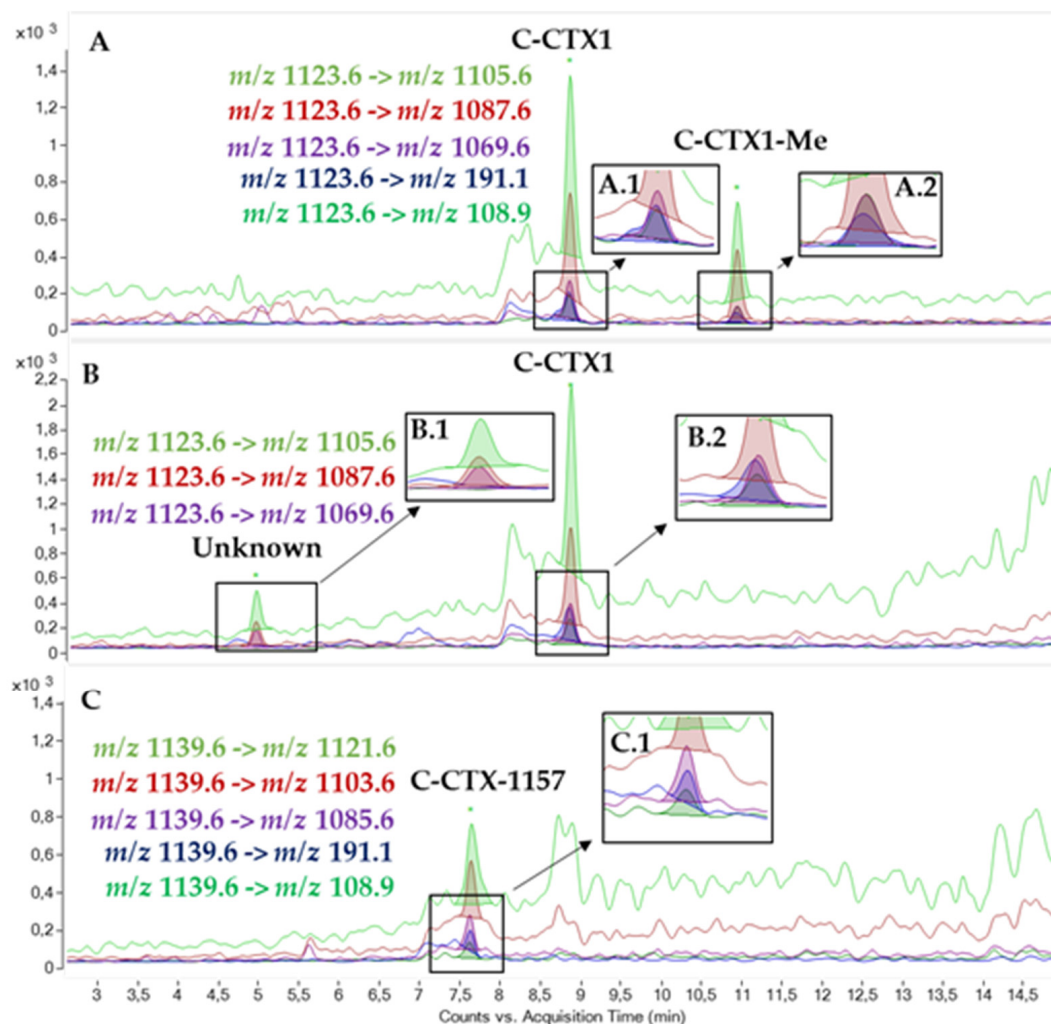 x10 3
A
C-CTX1
1,4
1,2
1
0,8
0,6
0,4
0,2
0
m/z 1123.6 -> m/z 1105.6
m/z 1123.6 -> m/z 1087.6
m/z 1123.6 -> m/z 1069.6
m/z 1123.6 -> m/z 191.1
m/z 1123.6 -> m/z 108.9
C-CTX1-Me
A.1
A.2
x10 3
B
C-CTX1
2,2
2
1,8
1,6
1,4
1,2
1
0,8
0,6
0,4
0,2
0
m/z 1123.6 -> m/z 1105.6
m/z 1123.6 -> m/z 1087.6
m/z 1123.6 -> m/z 1069.6
Unknown
B.1
B.2
x10 3
C
1,4
1,2
1
0,8
0,6
0,4
0,2
0
m/z 1139.6 -> m/z 1121.6
m/z 1139.6 -> m/z 1103.6
m/z 1139.6 -> m/z 1085.6
m/z 1139.6 -> m/z 191.1
m/z 1139.6 -> m/z 108.9
C-CTX-1157
C.1
3 3,5 4 4,5 5 5,5 6 6,5 7 7,5 8 8,5 9 9,5 10 10,5 11 11,5 12 12,5 13 13,5 14 14,5
Counts vs. Acquisition Time (min)